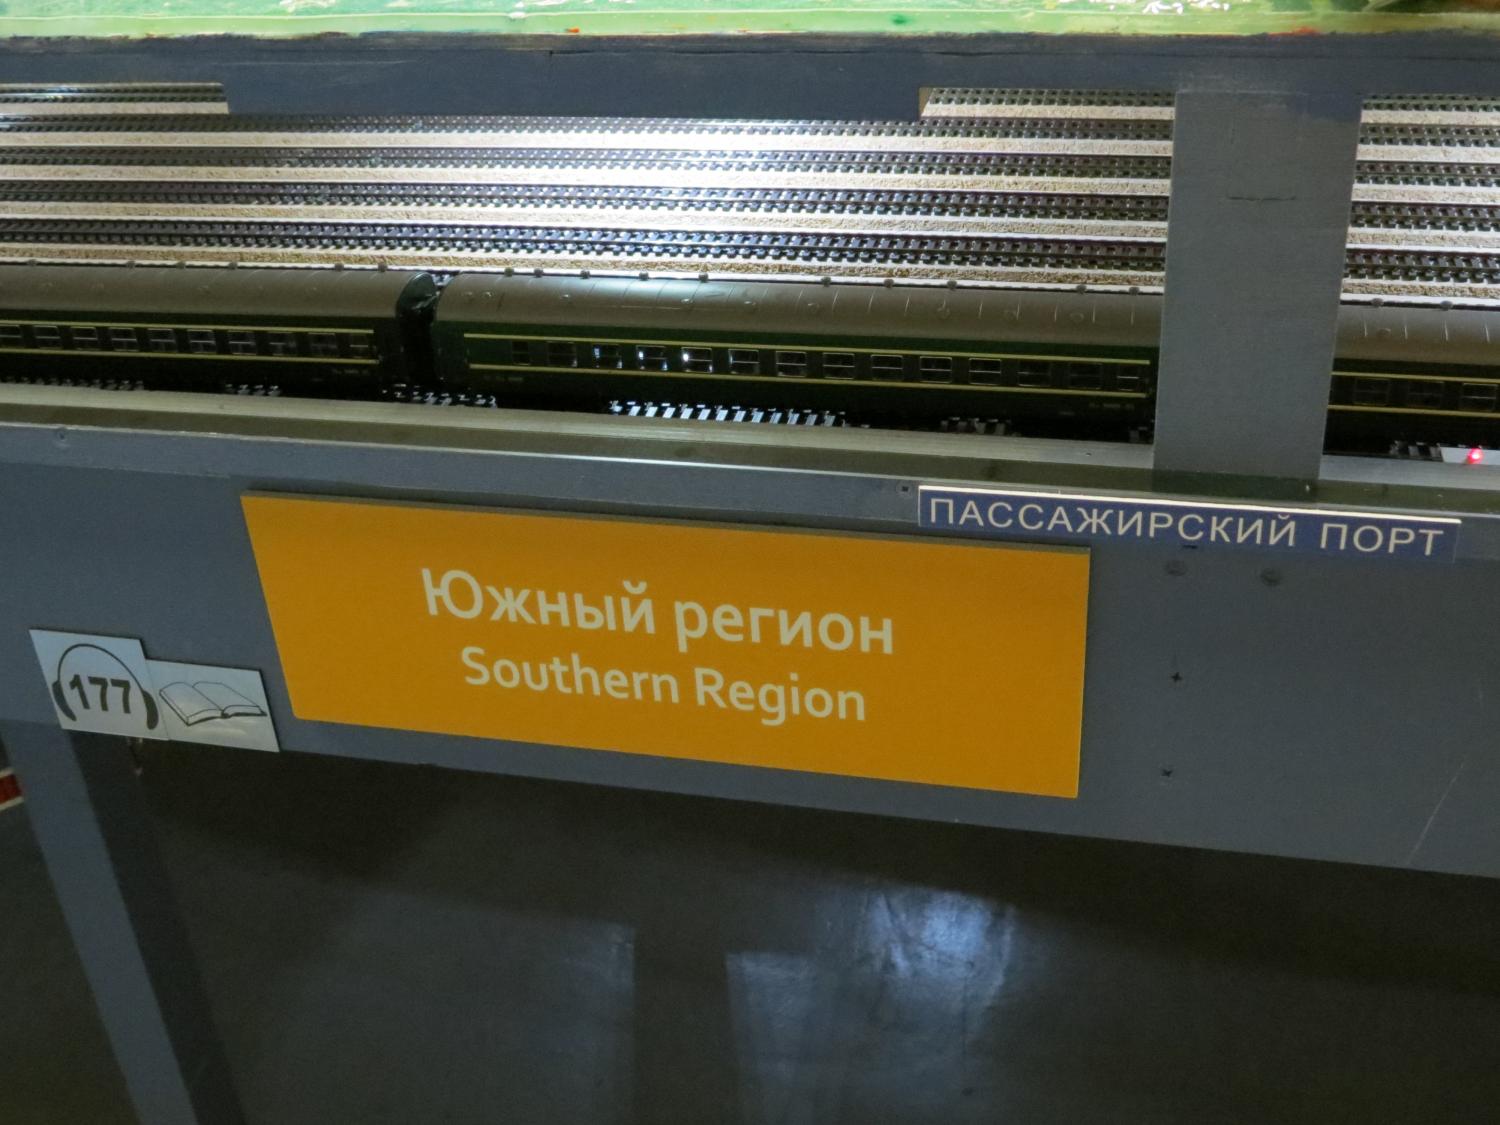 ПАССАЖИРСКИЙ ПОРТ
Южный регион
Southern Region
177